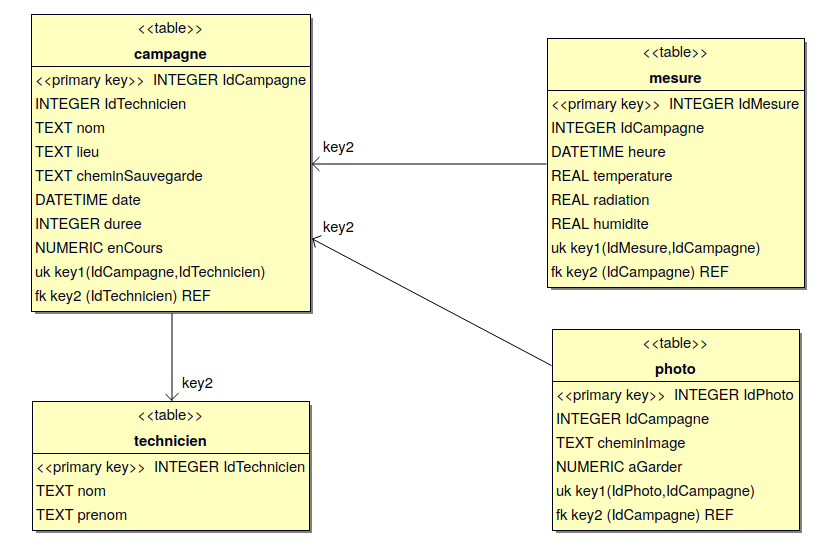 <<table>>
campagne
<<primary key>> INTEGER IdCampagne
INTEGER IdTechnicien
TEXT nom
TEXT lieu
TEXT cheminSauvegarde
DATETIME date
INTEGER duree
NUMERIC enCours
uk key1(IdCampagne,IdTechnicien)
fk key2 (IdTechnicien) REF
key2
key2
<<table>>
mesure
<<primary key>> INTEGER IdMesure
INTEGER IdCampagne
DATETIME heure
REAL temperature
REAL radiation
REAL humidite
uk key1(IdMesure,IdCampagne)
fk key2 (IdCampagne) REF
key2
<<table>>
technicien
<<primary key>> INTEGER IdTechnicien
TEXT nom
TEXT prenom
<<table>>
photo
<<primary key>> INTEGER IdPhoto
INTEGER IdCampagne
TEXT cheminImage
NUMERIC aGarder
uk key1(IdPhoto,IdCampagne)
fk key2 (IdCampagne) REF